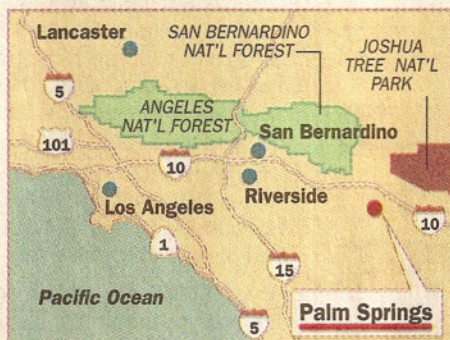 Lancaster
SAN BERNARDINO
NAT'L FOREST
JOSHUA
TREE NAT'L
PARK
5
ANGELES
NAT'L FOREST
101
10
San Bernardino
Los Angeles
Riverside
10
1
15
Pacific Ocean
Palm Springs
5